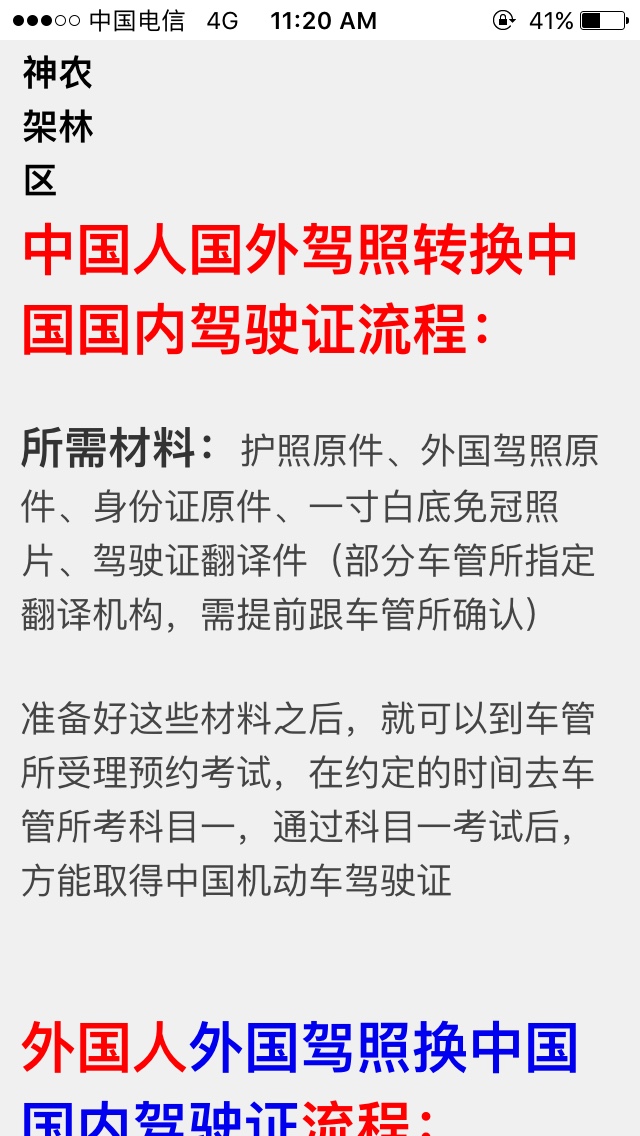 中国电信 4G 11:20 AM 41%
神农
架林
区
中国人国外驾照转换中
国国内驾驶证流程：
所需材料：护照原件、外国驾照原
件、身份证原件、一寸白底免冠照
片、驾驶证翻译件（部分车管所指定
翻译机构，需提前跟车管所确认）
准备好这些材料之后，就可以到车管
所受理预约考试，在约定的时间去车
管所考科目一，通过科目一考试后，
方能取得中国机动车驾驶证
外国人外国驾照换中国
国内驾驶证流程：